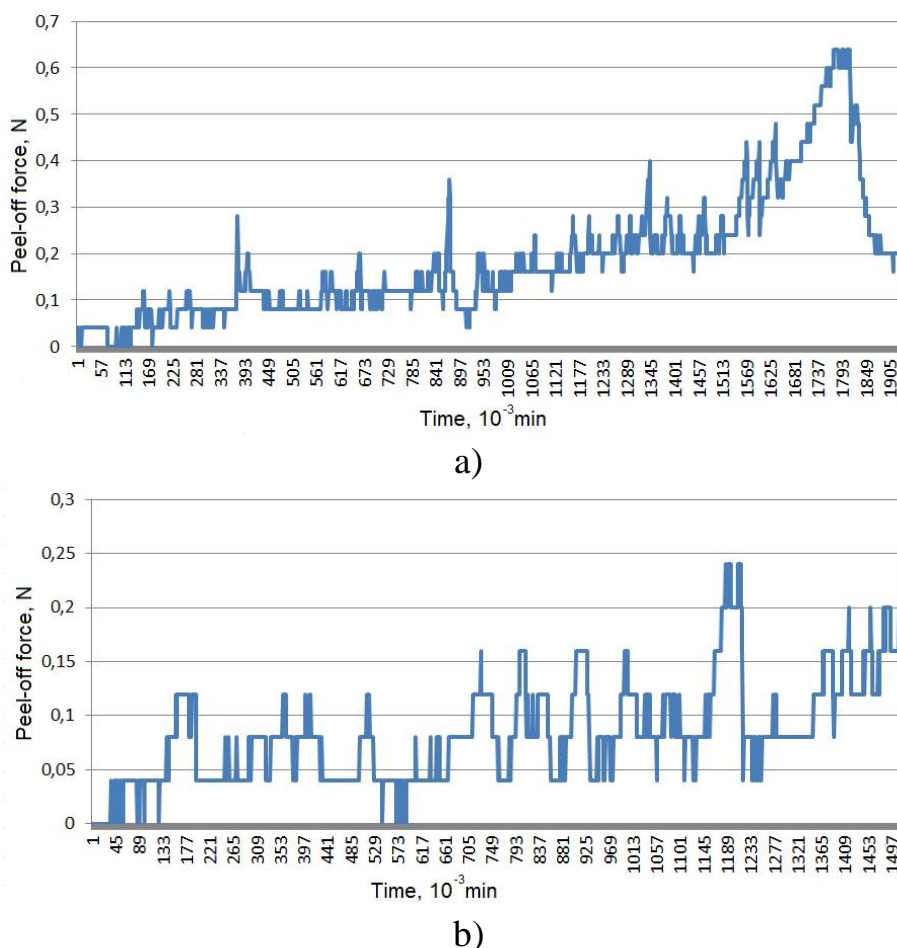 0,7
0,6
0,5
0,4
0,3
0,2
0,1
0
Peel-off force, N
1 57 113 169 225 281 337 393 449 505 561 617 673 729 785 841 897 953 1009 1065 1121 1177 1233 1289 1345 1401 1457 1513 1569 1625 1681 1737 1793 1849 1905
Time, 10⁻³min
a)
0,3
0,25
0,2
0,15
0,1
0,05
0
Peel-off force, N
1 45 89 133 177 221 265 309 353 397 441 485 529 573 617 661 705 749 793 837 881 925 969 1013 1057 1101 1145 1189 1233 1277 1321 1365 1409 1453 1497
Time, 10⁻³min
b)